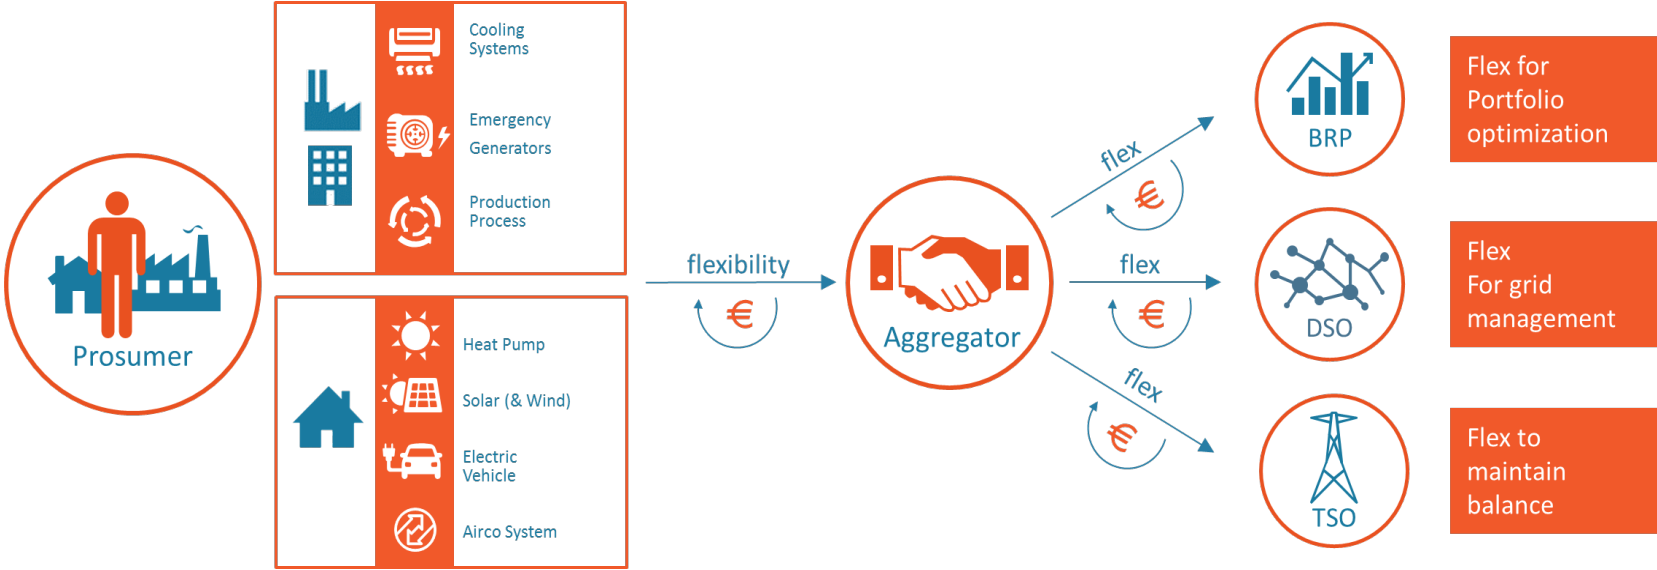 Prosumer
Cooling
Systems
Emergency
Generators
Production
Process
Heat Pump
Solar (& Wind)
Electric
Vehicle
Airco System
flexibility
€
Aggregator
flex
€
flex
€
flex
€
BRP
Flex for
Portfolio
optimization
DSO
Flex
For grid
management
TSO
Flex to
maintain
balance